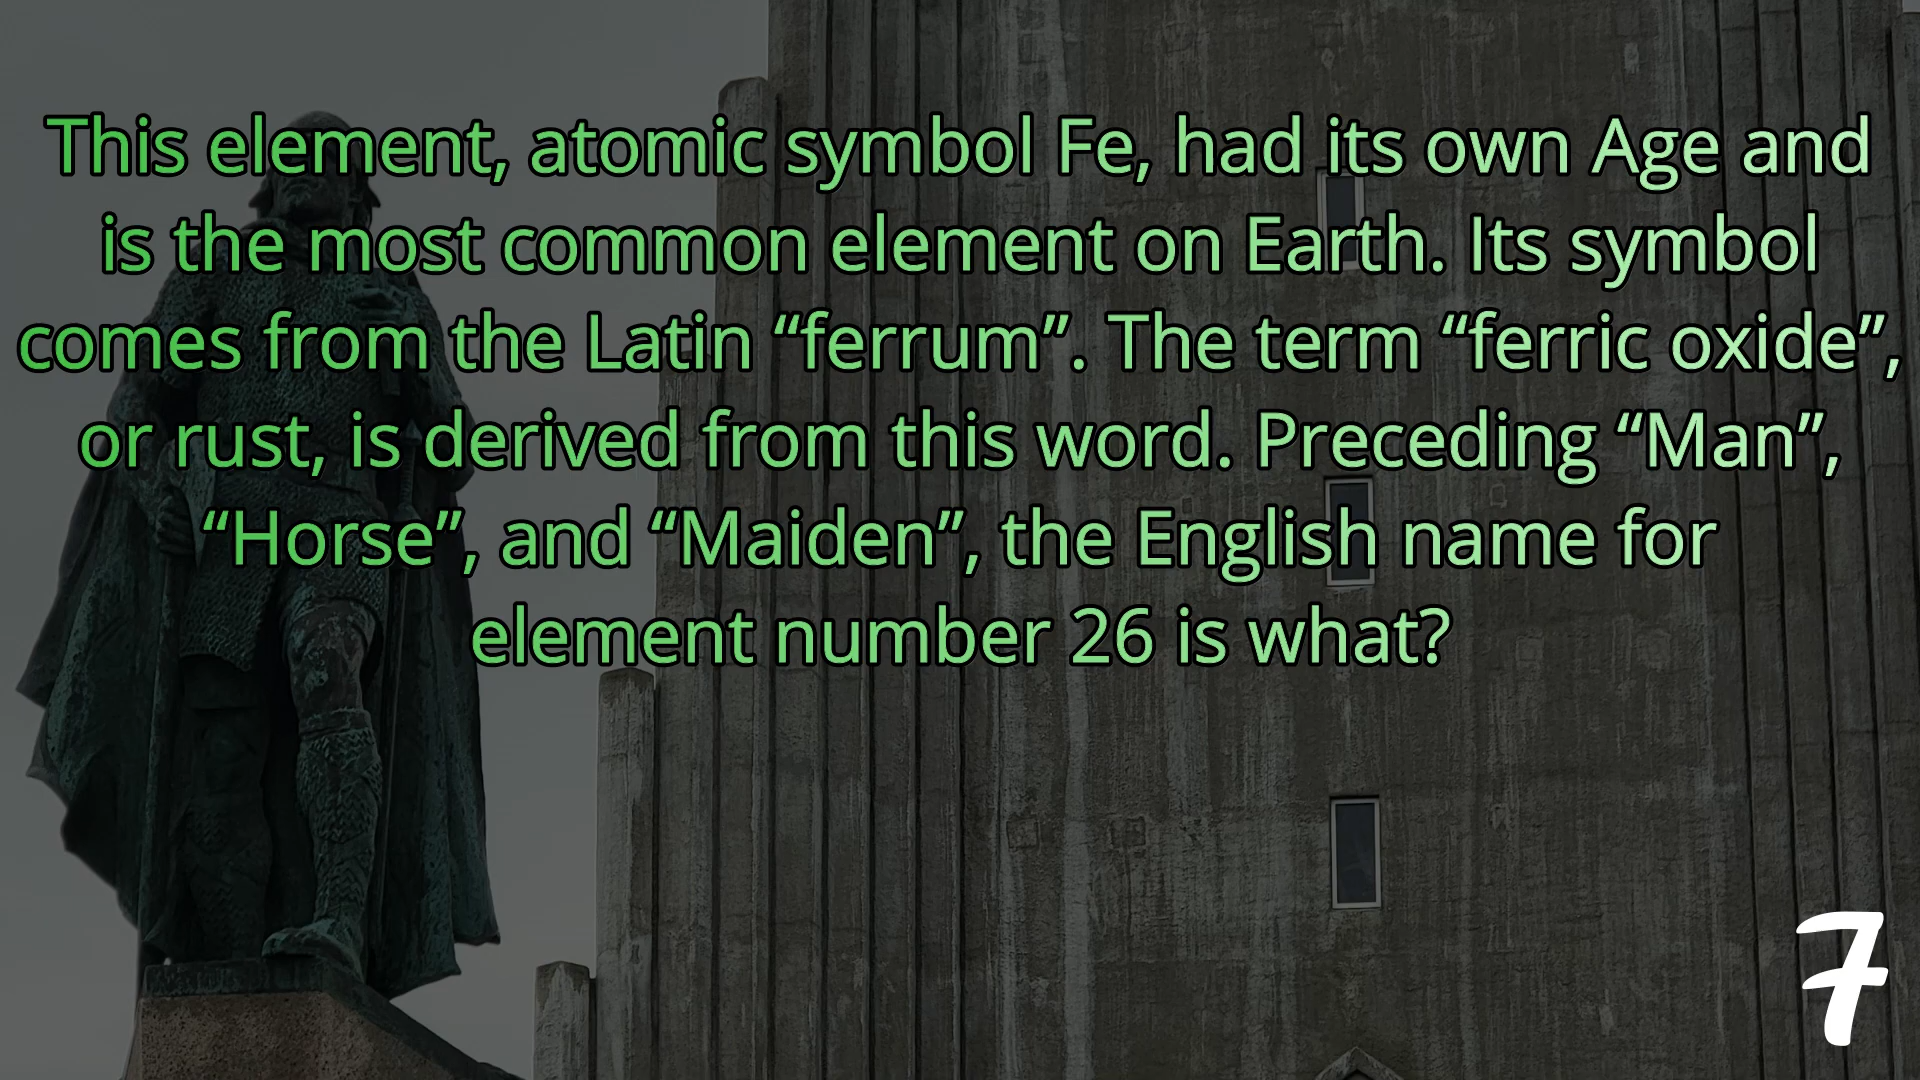 This element, atomic symbol Fe, had its own Age and
is the most common element on Earth. Its symbol
comes from the Latin “ferrum”. The term “ferric oxide”,
or rust, is derived from this word. Preceding “Man”,
“Horse”, and “Maiden”, the English name for
element number 26 is what?
7